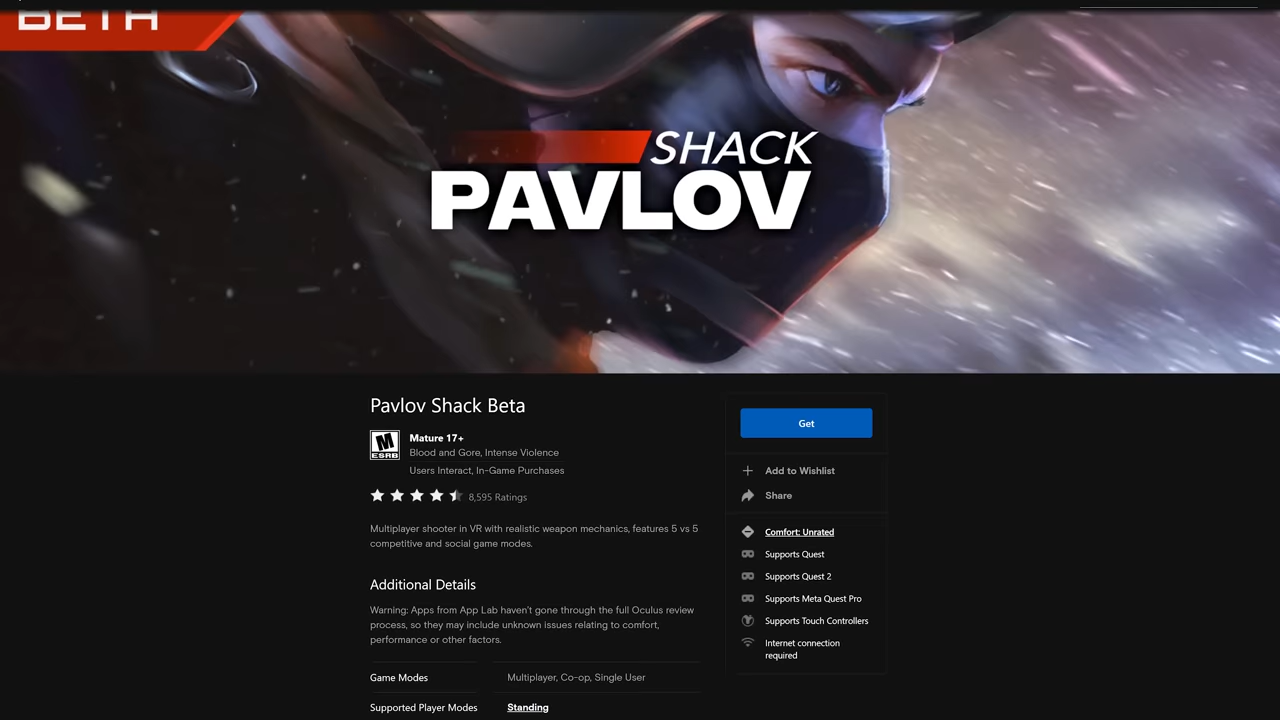 BETA
SHACK
PAVLOV
Pavlov Shack Beta
M
ESRB
Mature 17+
Blood and Gore, Intense Violence
Users Interact, In-Game Purchases
8,595 Ratings
Multiplayer shooter in VR with realistic weapon mechanics, features 5 vs 5
competitive and social game modes.
Additional Details
Warning: Apps from App Lab haven't gone through the full Oculus review
process, so they may include unknown issues relating to comfort,
performance or other factors.
Game Modes Multiplayer, Co-op, Single User
Supported Player Modes Standing
Get
Add to Wishlist
Share
Comfort: Unrated
Supports Quest
Supports Quest 2
Supports Meta Quest Pro
Supports Touch Controllers
Internet connection
required